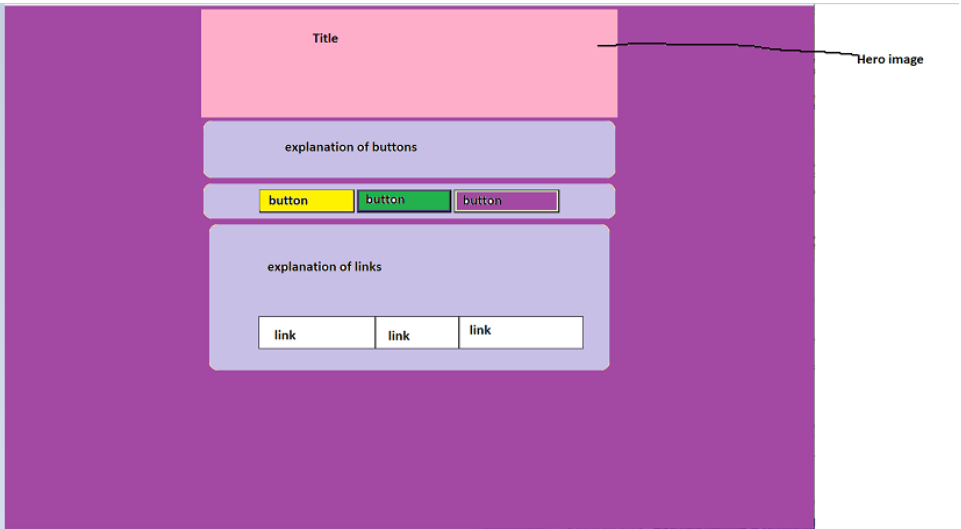 Title
Hero image
explanation of buttons
button button button
explanation of links
link link link